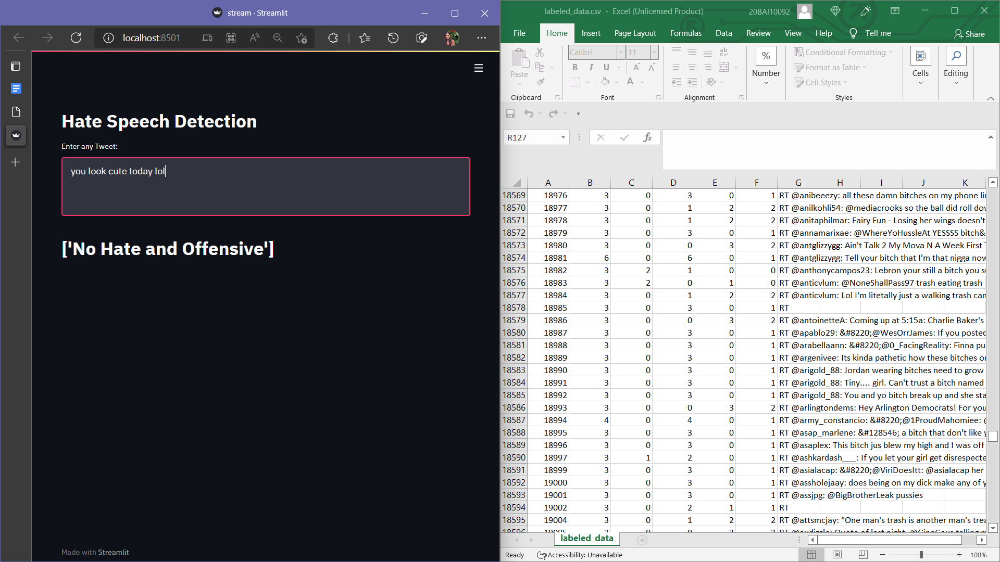 stream · Streamlit
localhost:8501
Hate Speech Detection
Enter any Tweet:
you look cute today lol
['No Hate and Offensive']
Made with Streamlit
labeled_data.csv - Excel (Unlicensed Product)
20BAI10092
File Home Insert Page Layout Formulas Data Review View Help Tell me Share
Calibri 11
Paste
Conditional Formatting
Format as Table
Cell Styles
Number Cells Editing
Clipboard Font Alignment Styles
R127
A B C D E F G H I J K
18569 18976 3 0 3 0 1 RT @anibeeezy: all these damn bitches on my phone
18570 18977 3 0 1 2 2 RT @anilkohli54: @mediacrooks so the ball did roll
18571 18978 3 0 1 2 2 RT @anitaphilmar: Fairy Fun - Losing her wings doesn't
18572 18979 3 0 3 0 1 RT @annamarixae: @WhereYoHussleAt YESSSS bitch&
18573 18980 3 0 0 3 2 RT @antglizzygg: Ain't Talk 2 My Mova N A Week First
18574 18981 6 0 6 0 1 RT @antglizzygg: Tell your bitch that I'm that nigga now
18575 18982 3 2 1 0 0 RT @anthonycampos23: Lebron your still a bitch you
18576 18983 3 2 0 1 0 RT @anticvlum: @NoneShallPass97 trash eating trash
18577 18984 3 0 1 2 2 RT @anticvlum: Lol I'm litetally just a walking trash can
18578 18985 3 0 3 0 1 RT
18579 18986 3 0 0 3 2 RT @antoinetteA: Coming up at 5:15a: Charlie Baker's
18580 18987 3 0 3 0 1 RT @apablo29: &#8220;@WesOrrJames: If you posted
18581 18988 3 0 3 0 1 RT @arabellaann: &#8220;@0_FacingReality: Finna pu
18582 18989 3 0 3 0 1 RT @argenivee: Its kinda pathetic how these bitches
18583 18990 3 0 3 0 1 RT @arigold_88: Jordan wearing bitches need to grow
18584 18991 3 0 3 0 1 RT @arigold_88: Tiny.... girl. Can't trust a bitch named
18585 18992 3 0 3 0 1 RT @arigold_88: You and yo bitch break up and she sta
18586 18993 3 0 0 3 2 RT @arlingtondems: Hey Arlington Democrats! For you
18587 18994 4 0 4 0 1 RT @army_constancio: &#8220;@1ProudMahomiee:
18588 18995 3 0 3 0 1 RT @asap_marlene: &#128546; a bitch that don't like
18589 18996 3 0 3 0 1 RT @asaplex: This bitch jus blew my high and I was off
18590 18997 3 1 2 0 1 RT @ashkardash___: If you let your girl get disrespecte
18591 18999 3 0 3 0 1 RT @asialacap: &#8220;@ViriDoesItt: @asialacap her
18592 19000 3 0 3 0 1 RT @assholejaay: does being on my dick make any of
18593 19001 3 0 3 0 1 RT @assjpg: @BigBrotherLeak pussies
18594 19002 3 0 2 1 1 RT
18595 19004 3 0 1 2 2 RT @attsmcjay: "One man's trash is another man's trea
labeled_data
Ready Accessibility: Unavailable 100%